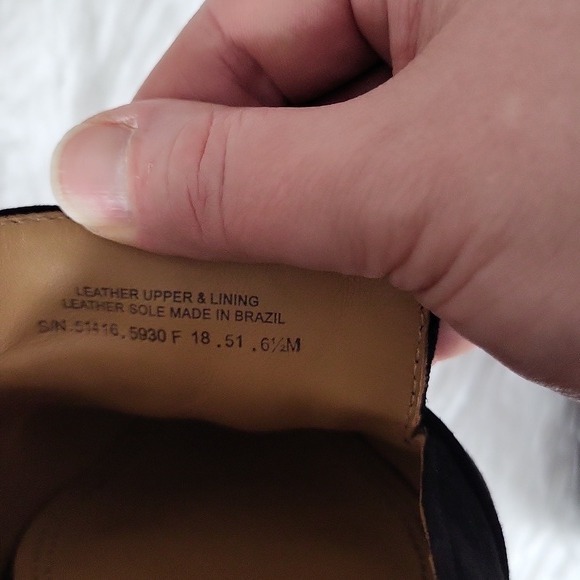 LEATHER UPPER & LINING
LEATHER SOLE MADE IN BRAZIL
S/N 51416.5930 F 18.51.6½M